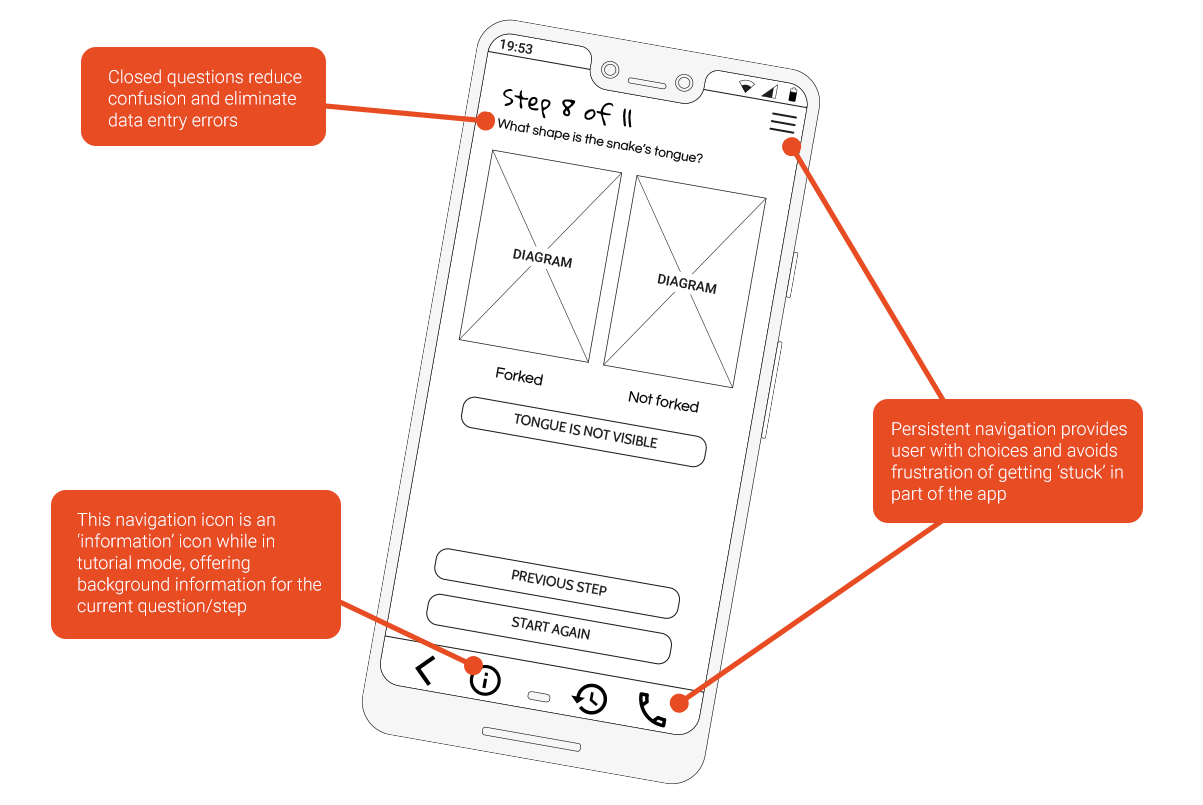 19:53
Closed questions reduce
confusion and eliminate
data entry errors
Step 8 of 11
What shape is the snake's tongue?
DIAGRAM
DIAGRAM
Forked
Not forked
TONGUE IS NOT VISIBLE
Persistent navigation provides
user with choices and avoids
frustration of getting ‘stuck’ in
part of the app
This navigation icon is an
‘information’ icon while in
tutorial mode, offering
background information for the
current question/step
PREVIOUS STEP
START AGAIN